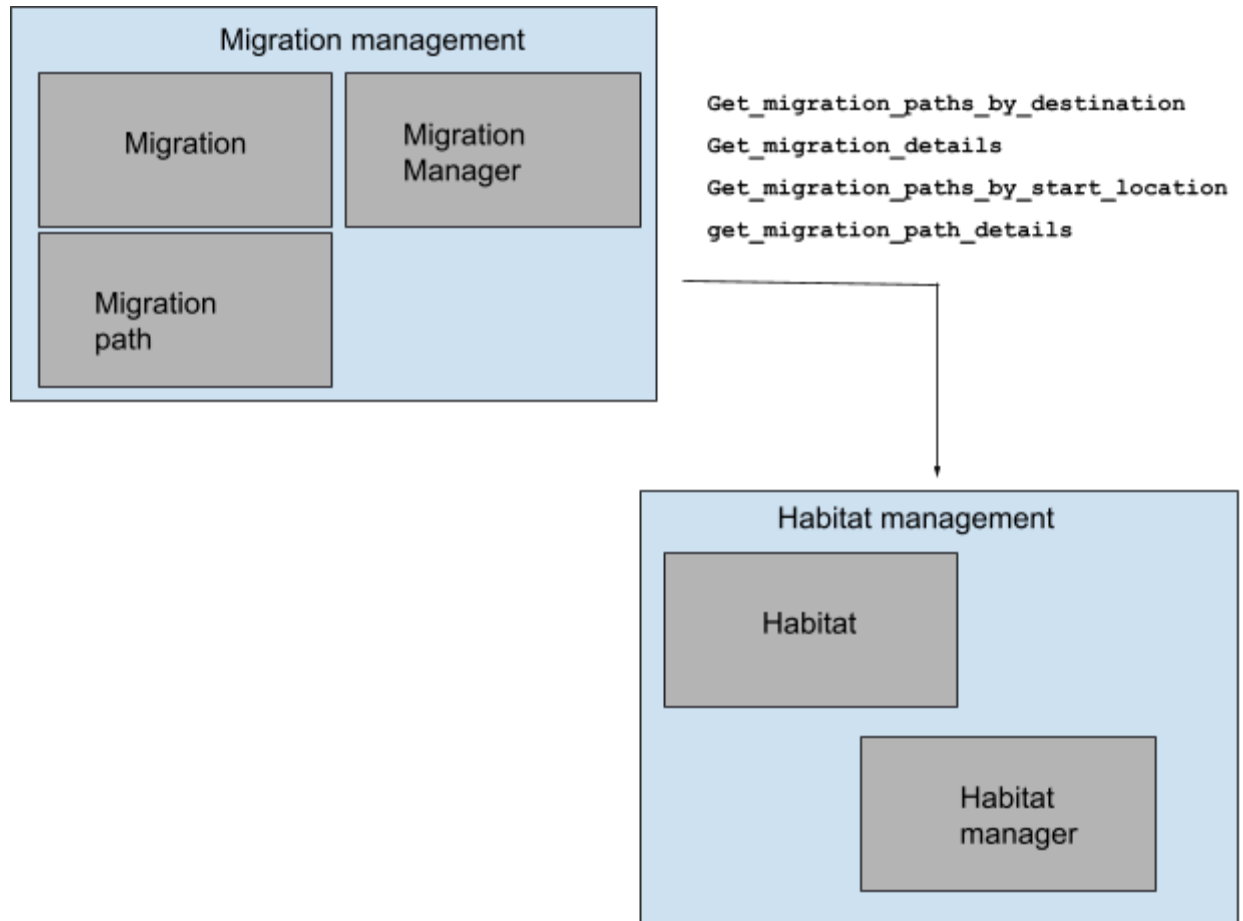 Migration management
Migration
Migration
Manager
Migration
path
Get_migration_paths_by_destination
Get_migration_details
Get_migration_paths_by_start_location
get_migration_path_details
Habitat management
Habitat
Habitat
manager